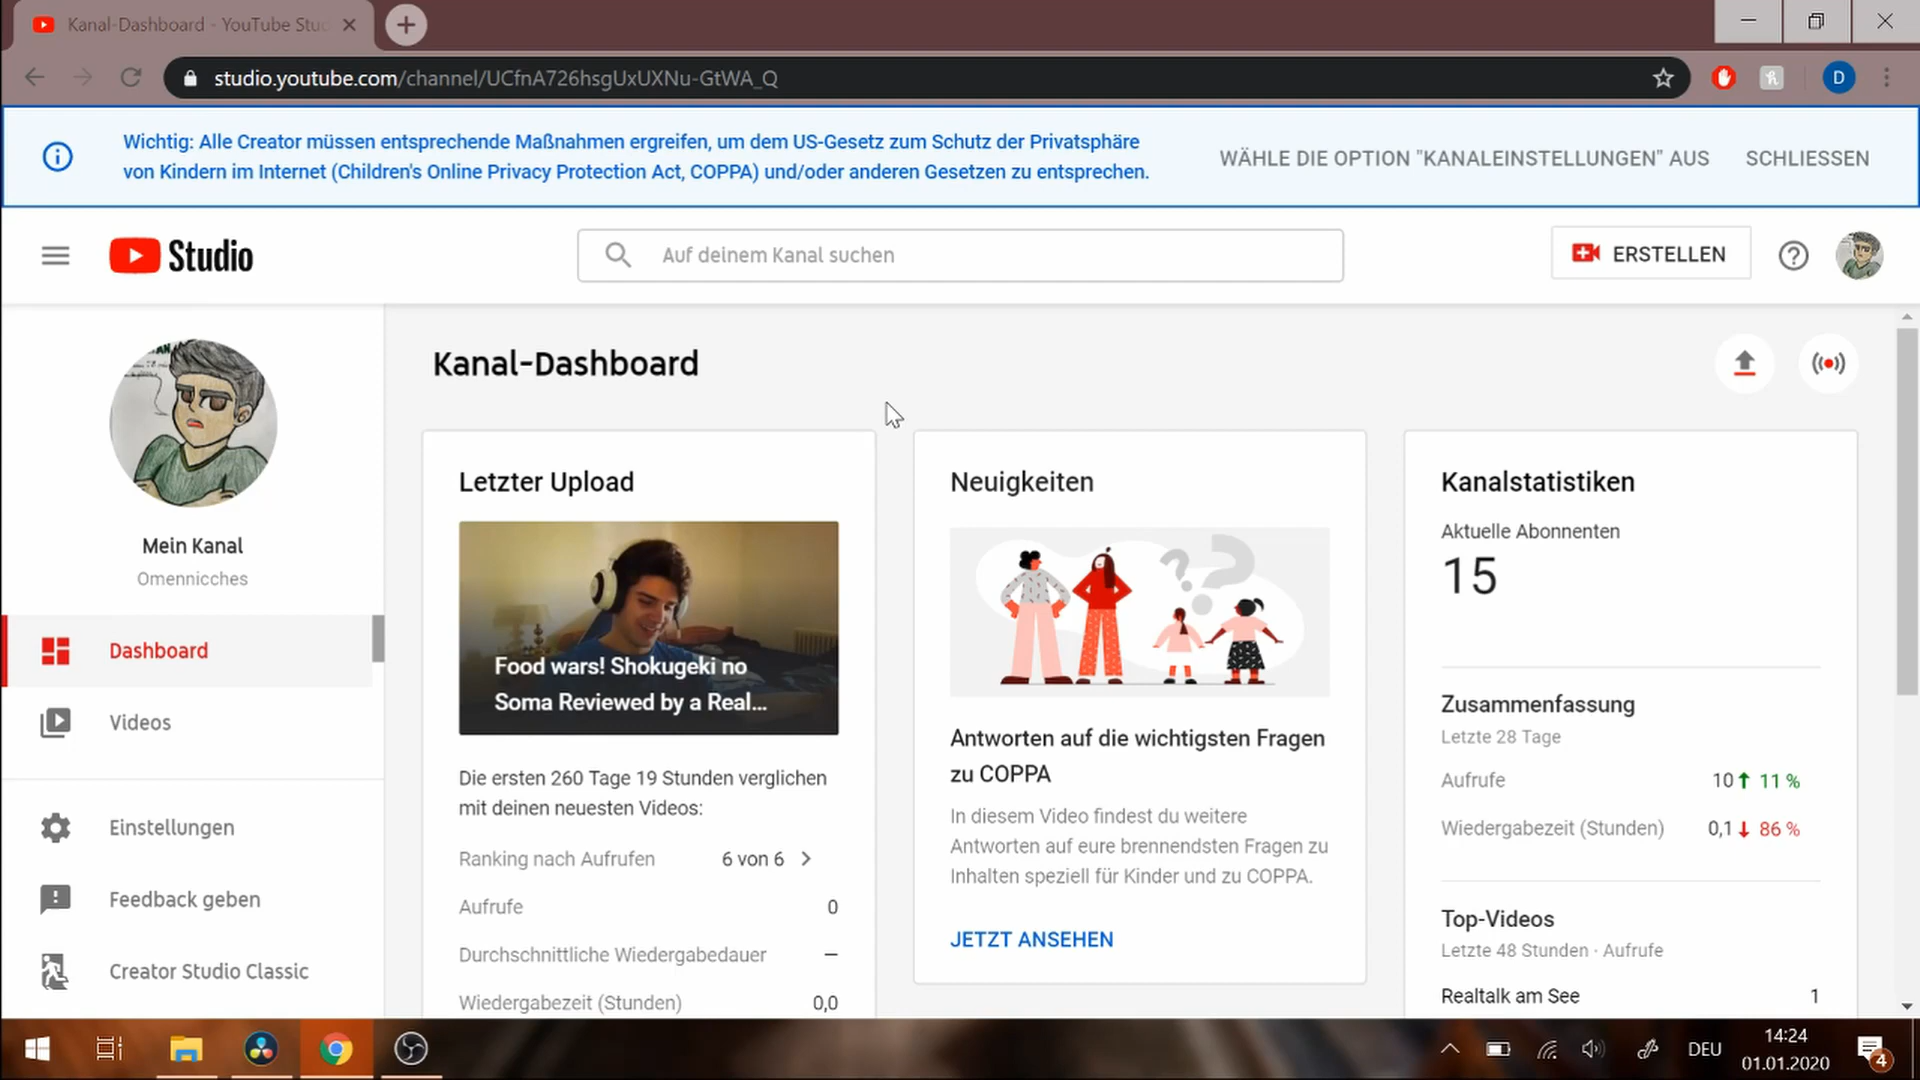 Kanal-Dashboard - YouTube Stud
studio.youtube.com/channel/UCfnA726hsgUxUXNu-GtWA_Q
D
Wichtig: Alle Creator müssen entsprechende Maßnahmen ergreifen, um dem US-Gesetz zum Schutz der Privatsphäre
von Kindern im Internet (Children's Online Privacy Protection Act, COPPA) und/oder anderen Gesetzen zu entsprechen.
WÄHLE DIE OPTION "KANALEINSTELLUNGEN" AUS
SCHLIESSEN
Studio
Auf deinem Kanal suchen
ERSTELLEN
Mein Kanal
Omennicches
Dashboard
Videos
Einstellungen
Feedback geben
Creator Studio Classic
Kanal-Dashboard
Letzter Upload
Food wars! Shokugeki no
Soma Reviewed by a Real...
Die ersten 260 Tage 19 Stunden verglichen
mit deinen neuesten Videos:
Ranking nach Aufrufen 6 von 6
Aufrufe 0
Durchschnittliche Wiedergabedauer –
Wiedergabezeit (Stunden) 0,0
Neuigkeiten
Antworten auf die wichtigsten Fragen
zu COPPA
In diesem Video findest du weitere
Antworten auf eure brennendsten Fragen zu
Inhalten speziell für Kinder und zu COPPA.
JETZT ANSEHEN
Kanalstatistiken
Aktuelle Abonnenten
15
Zusammenfassung
Letzte 28 Tage
Aufrufe 10 11 %
Wiedergabezeit (Stunden) 0,1 86 %
Top-Videos
Letzte 48 Stunden · Aufrufe
Realtalk am See 1
DEU
14:24
01.01.2020
4